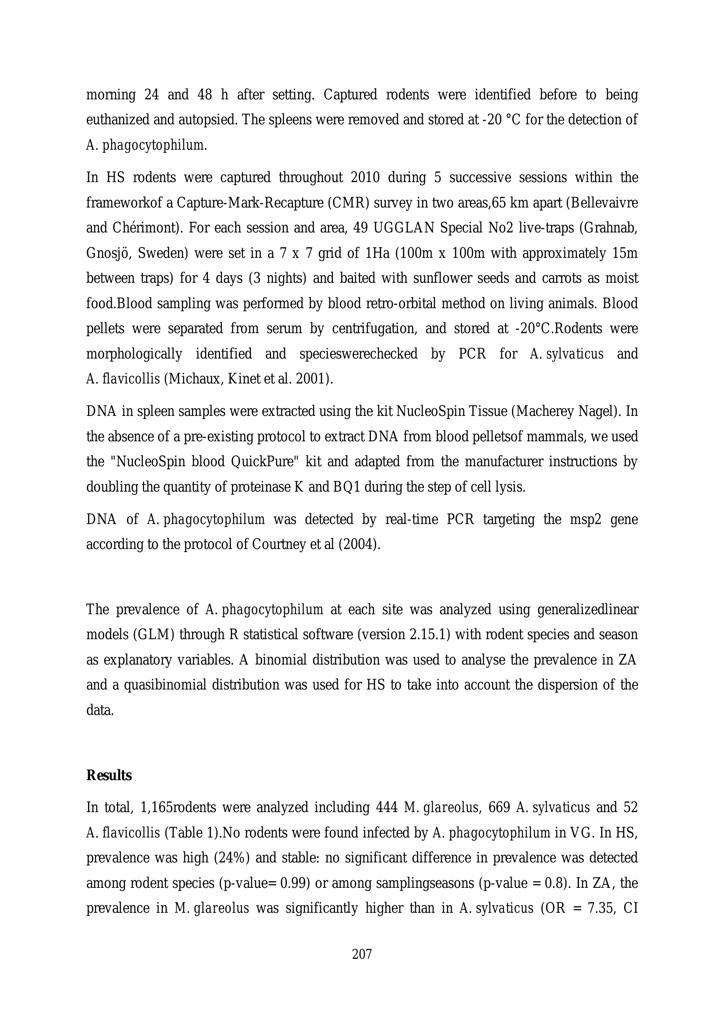 morning 24 and 48 h after setting. Captured rodents were identified before to being
euthanized and autopsied. The spleens were removed and stored at -20 °C for the detection of
A. phagocytophilum.
In HS rodents were captured throughout 2010 during 5 successive sessions within the
frameworkof a Capture-Mark-Recapture (CMR) survey in two areas,65 km apart (Bellevaivre
and Chérimont). For each session and area, 49 UGGLAN Special No2 live-traps (Grahnab,
Gnosjö, Sweden) were set in a 7 x 7 grid of 1Ha (100m x 100m with approximately 15m
between traps) for 4 days (3 nights) and baited with sunflower seeds and carrots as moist
food.Blood sampling was performed by blood retro-orbital method on living animals. Blood
pellets were separated from serum by centrifugation, and stored at -20°C.Rodents were
morphologically identified and specieswerechecked by PCR for A. sylvaticus and
A. flavicollis (Michaux, Kinet et al. 2001).
DNA in spleen samples were extracted using the kit NucleoSpin Tissue (Macherey Nagel). In
the absence of a pre-existing protocol to extract DNA from blood pelletsof mammals, we used
the "NucleoSpin blood QuickPure" kit and adapted from the manufacturer instructions by
doubling the quantity of proteinase K and BQ1 during the step of cell lysis.
DNA of A. phagocytophilum was detected by real-time PCR targeting the msp2 gene
according to the protocol of Courtney et al (2004).
The prevalence of A. phagocytophilum at each site was analyzed using generalizedlinear
models (GLM) through R statistical software (version 2.15.1) with rodent species and season
as explanatory variables. A binomial distribution was used to analyse the prevalence in ZA
and a quasibinomial distribution was used for HS to take into account the dispersion of the
data.
Results
In total, 1,165rodents were analyzed including 444 M. glareolus, 669 A. sylvaticus and 52
A. flavicollis (Table 1).No rodents were found infected by A. phagocytophilum in VG. In HS,
prevalence was high (24%) and stable: no significant difference in prevalence was detected
among rodent species (p-value= 0.99) or among samplingseasons (p-value = 0.8). In ZA, the
prevalence in M. glareolus was significantly higher than in A. sylvaticus (OR = 7.35, CI
207